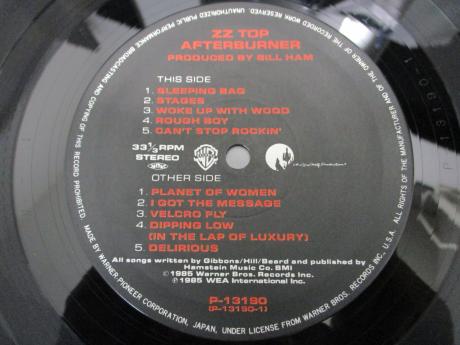 ZZ TOP
AFTERBURNER
PRODUCED BY BILL HAM
THIS SIDE
1. SLEEPING BAG
2. STAGES
3. WOKE UP WITH WOOD
4. ROUGH BOY
5. CAN'T STOP ROCKIN'
33⅓RPM
STEREO
OTHER SIDE
1. PLANET OF WOMEN
2. I GOT THE MESSAGE
3. VELCRO FLY
4. DIPPING LOW
(IN THE LAP OF LUXURY)
5. DELIRIOUS
All songs written by Gibbons/Hill/Beard and published by
Hamstein Music Co. BMI
©1985 Warner Bros. Records Inc.
℗1985 WEA International Inc.
P-13190
(P-13190-1)
MADE BY WARNER-PIONEER CORPORATION, JAPAN, UNDER LICENSE FROM WARNER BROS. RECORDS INC., U.S.A. ALL RIGHTS OF THE MANUFACTURER AND OF THE OWNER OF THE RECORDED WORK RESERVED. UNAUTHORIZED PUBLIC PERFORMANCE, BROADCASTING AND COPYING OF THIS RECORD PROHIBITED.